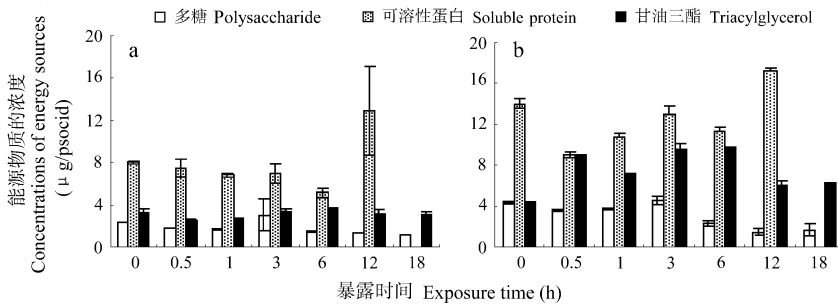 多糖 Polysaccharide 可溶性蛋白 Soluble protein 甘油三酯 Triacylglycerol
能源物质的浓度
Concentrations of energy sources
(μg/psocid)
a
20
16
12
8
4
0
0 0.5 1 3 6 12 18
b
20
16
12
8
4
0
0 0.5 1 3 6 12 18
暴露时间 Exposure time (h)